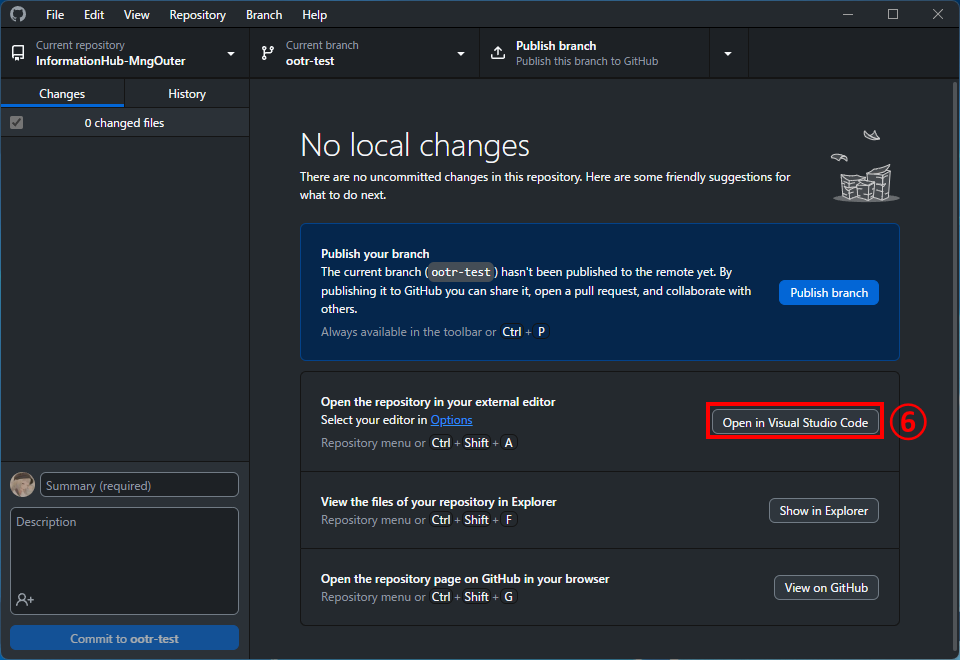 File Edit View Repository Branch Help
Current repository
InformationHub-MngOuter
Current branch
ootr-test
Publish branch
Publish this branch to GitHub
Changes
History
0 changed files
No local changes
There are no uncommitted changes in this repository. Here are some friendly suggestions for
what to do next.
Publish your branch
The current branch (ootr-test) hasn't been published to the remote yet. By
publishing it to GitHub you can share it, open a pull request, and collaborate with
others.
Always available in the toolbar or Ctrl + P
Publish branch
Open the repository in your external editor
Select your editor in Options
Repository menu or Ctrl + Shift + A
Open in Visual Studio Code
⑥
View the files of your repository in Explorer
Repository menu or Ctrl + Shift + F
Show in Explorer
Open the repository page on GitHub in your browser
Repository menu or Ctrl + Shift + G
View on GitHub
Summary (required)
Description
Commit to ootr-test